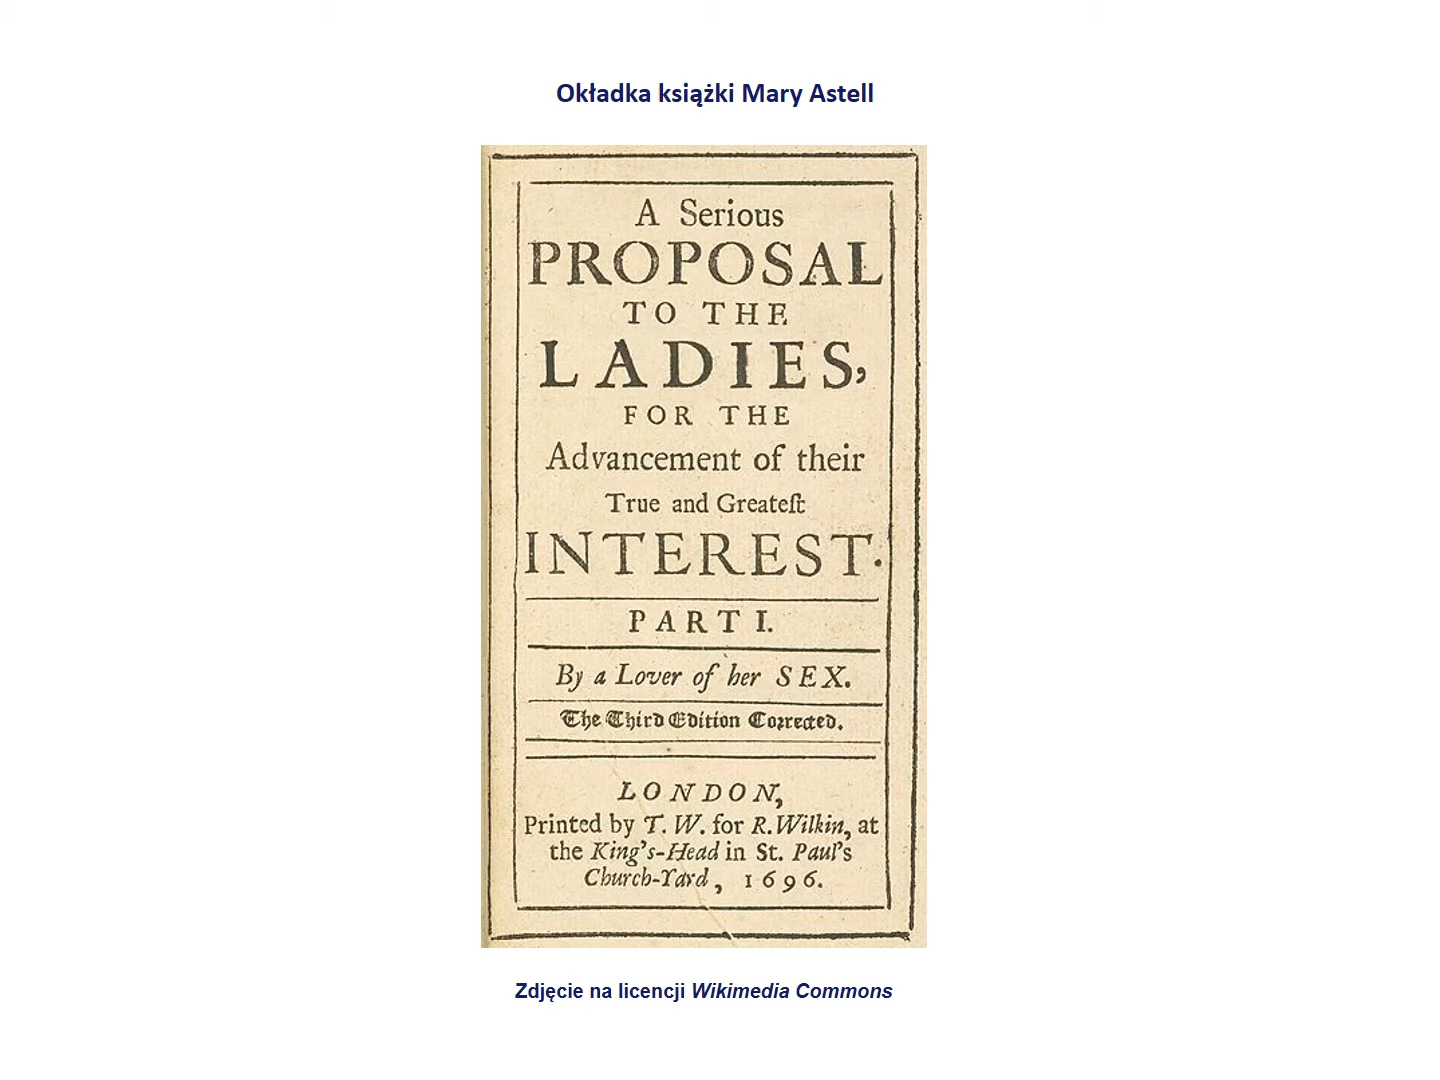 Okładka książki Mary Astell
A Serious
PROPOSAL
TO THE
LADIES,
FOR THE
Advancement of their
True and Greateſt
INTEREST.
PART I.
By a Lover of her SEX.
The Third Edition Corrected.
LONDON,
Printed by T. W. for R. Wilkin, at
the King's-Head in St. Paul's
Church-Yard, 1696.
Zdjęcie na licencji Wikimedia Commons